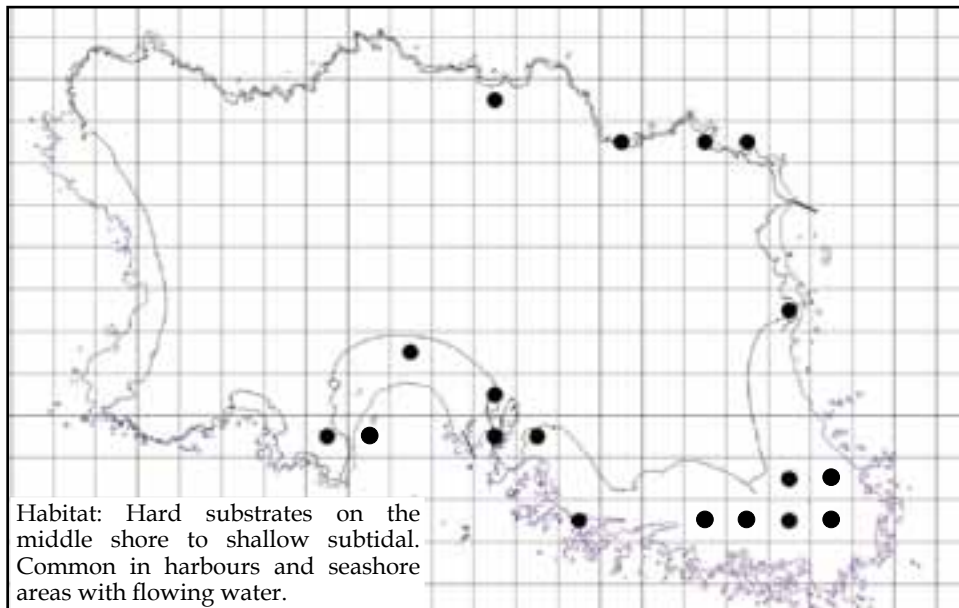 Habitat: Hard substrates on the
middle shore to shallow subtidal.
Common in harbours and seashore
areas with flowing water.